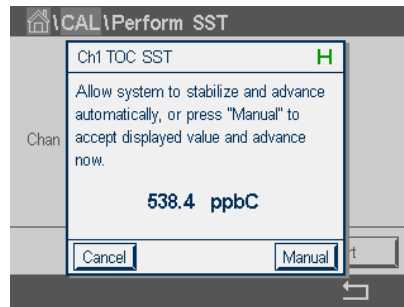 \CAL\Perform SST
Ch1 TOC SST H
Allow system to stabilize and advance
automatically, or press "Manual" to
Chan accept displayed value and advance
now.
538.4 ppbC
Cancel Manual t